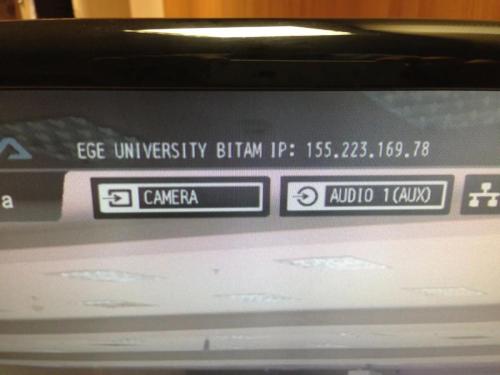 EGE UNIVERSITY BITAM IP: 155.223.169.78
a
CAMERA
AUDIO 1(AUX)